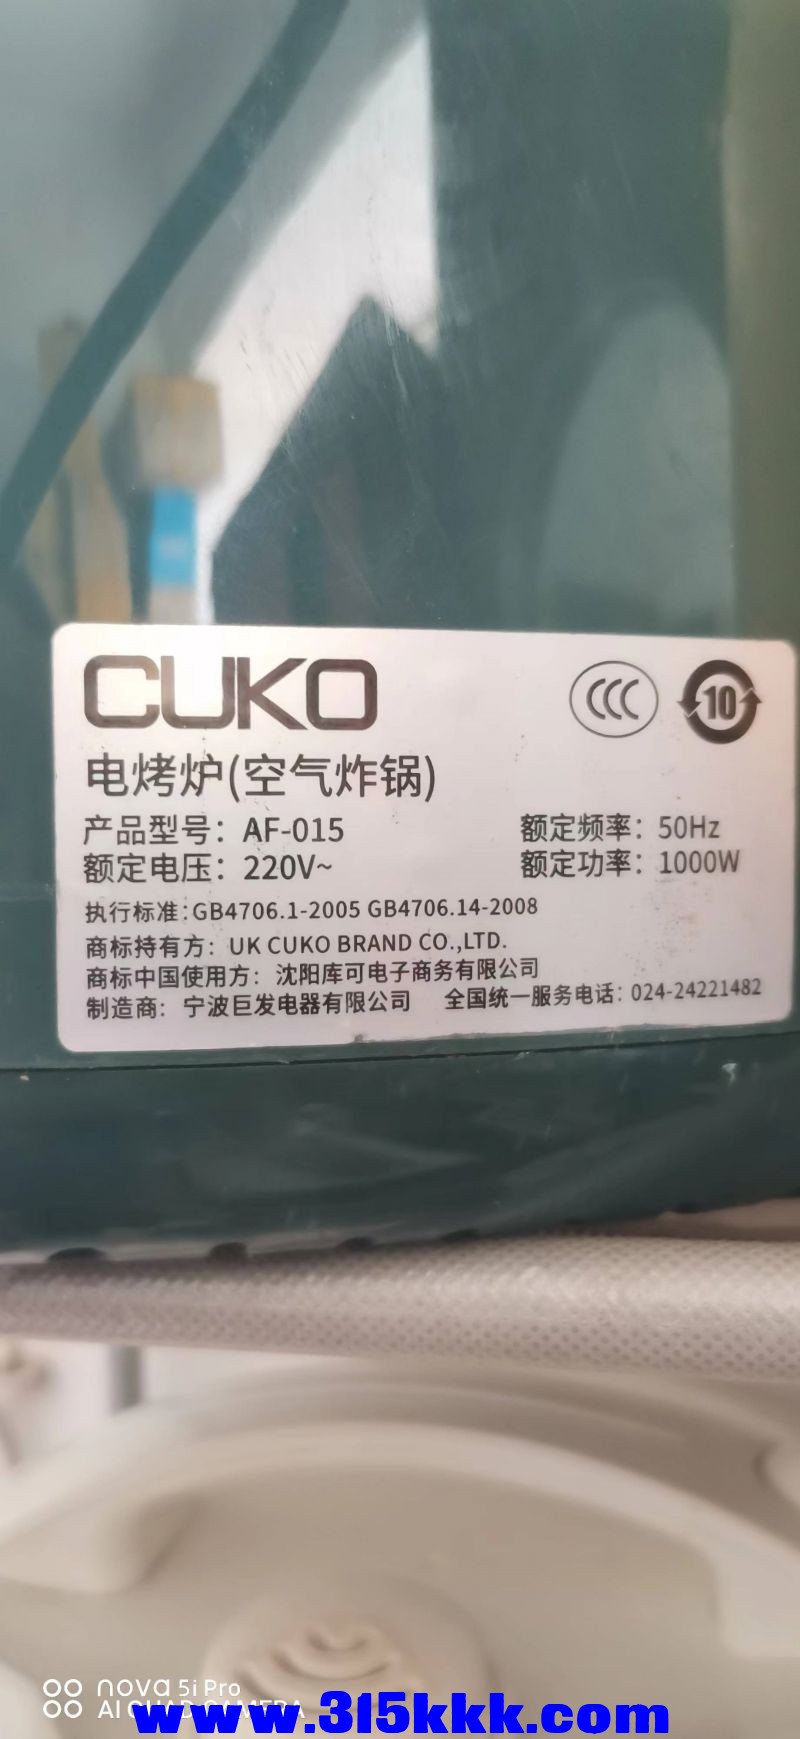 CUKO
CCC
10
电烤炉(空气炸锅)
产品型号: AF-015
额定频率: 50Hz
额定电压: 220V~
额定功率: 1000W
执行标准:GB4706.1-2005 GB4706.14-2008
商标持有方: UK CUKO BRAND CO.,LTD.
商标中国使用方: 沈阳库可电子商务有限公司
制造商: 宁波巨发电器有限公司 全国统一服务电话: 024-24221482
nova 5i Pro
AI QUAD CAMERA
www.315kkk.com